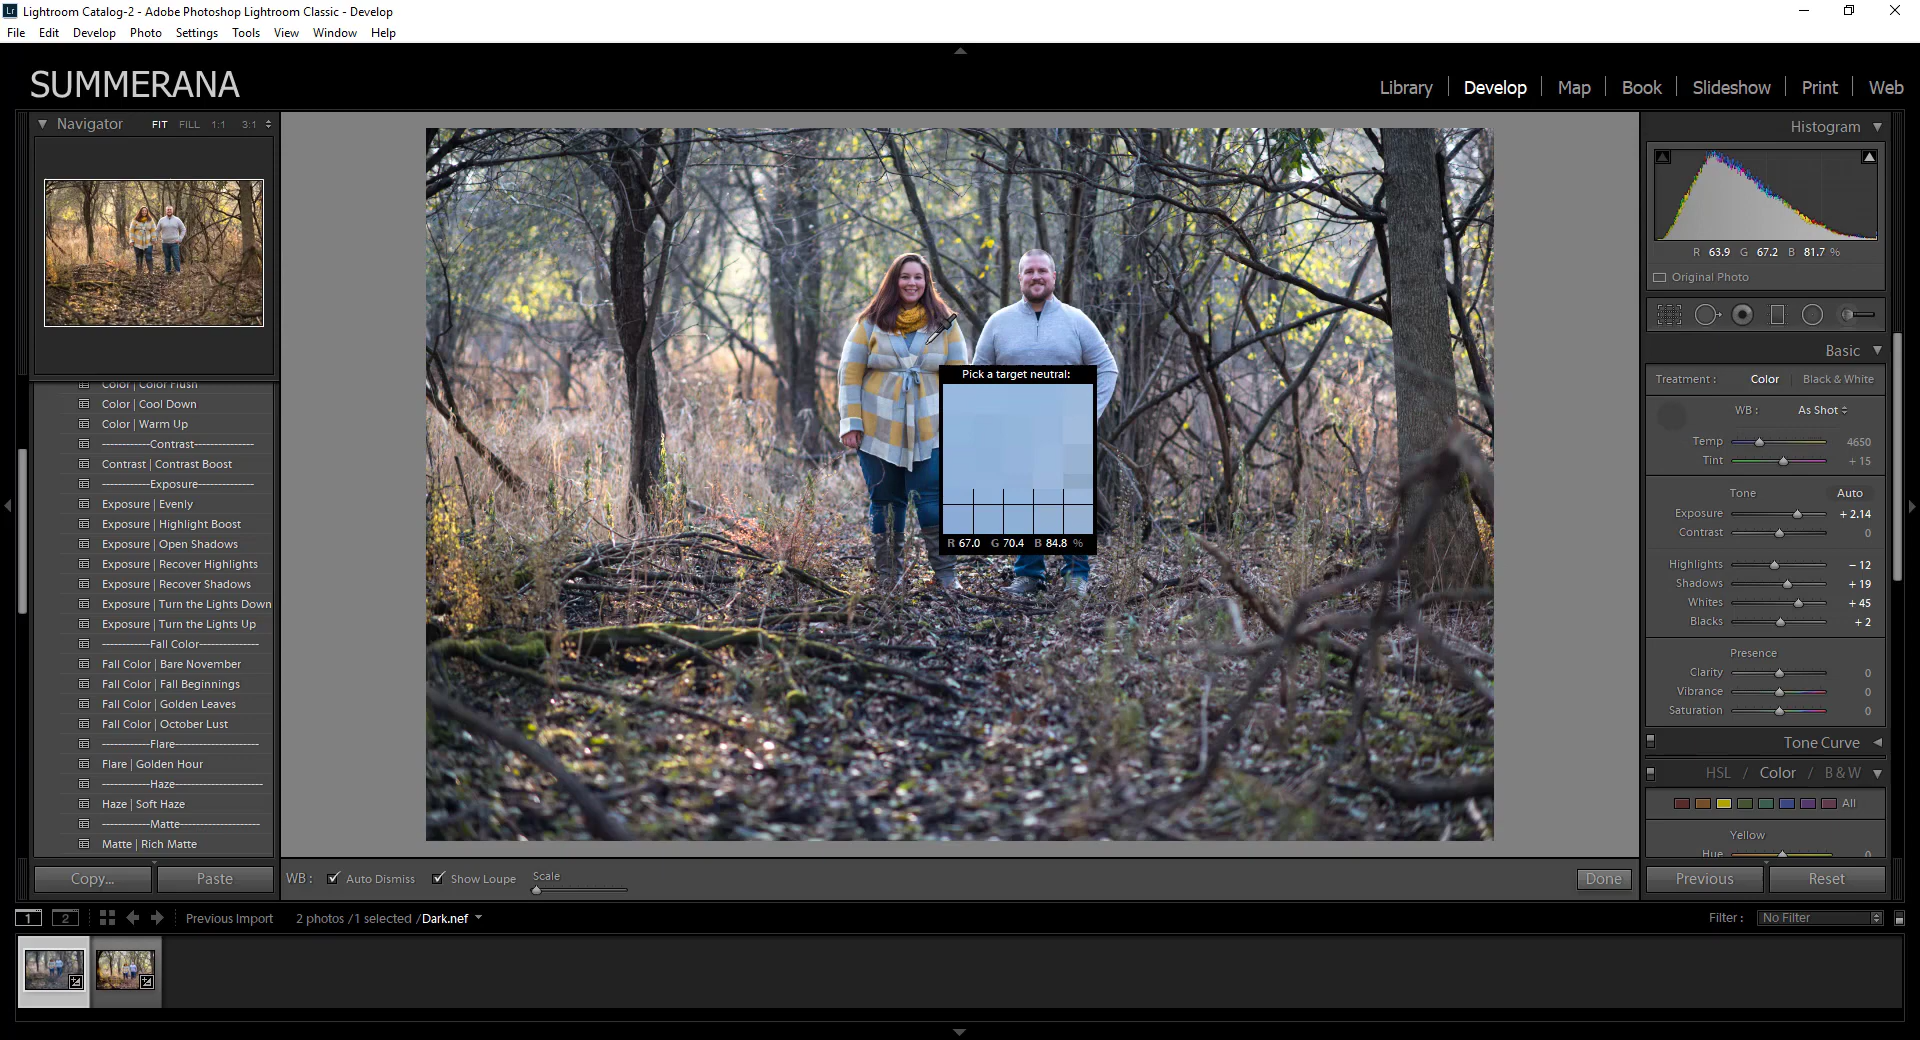 Lightroom Catalog-2 - Adobe Photoshop Lightroom Classic - Develop
File Edit Develop Photo Settings Tools View Window Help
SUMMERANA
Library Develop Map Book Slideshow Print Web
Navigator FIT FILL 1:1 3:1
Color | Color Flush
Color | Cool Down
Color | Warm Up
------------Contrast---------------
Contrast | Contrast Boost
------------Exposure--------------
Exposure | Evenly
Exposure | Highlight Boost
Exposure | Open Shadows
Exposure | Recover Highlights
Exposure | Recover Shadows
Exposure | Turn the Lights Down
Exposure | Turn the Lights Up
------------Fall Color---------------
Fall Color | Bare November
Fall Color | Fall Beginnings
Fall Color | Golden Leaves
Fall Color | October Lust
------------Flare---------------------
Flare | Golden Hour
------------Haze----------------------
Haze | Soft Haze
------------Matte--------------------
Matte | Rich Matte
Copy... Paste
Pick a target neutral:
R 67.0 G 70.4 B 84.8 %
WB : Auto Dismiss Show Loupe Scale
Done
Histogram
R 63.9 G 67.2 B 81.7 %
Original Photo
Basic
Treatment : Color Black & White
WB : As Shot
Temp 4650
Tint + 15
Tone Auto
Exposure + 2.14
Contrast 0
Highlights – 12
Shadows + 19
Whites + 45
Blacks + 2
Presence
Clarity 0
Vibrance 0
Saturation 0
Tone Curve
HSL / Color / B & W
All
Yellow
Hue 0
Previous Reset
1 2 Previous Import 2 photos / 1 selected / Dark.nef
Filter : No Filter